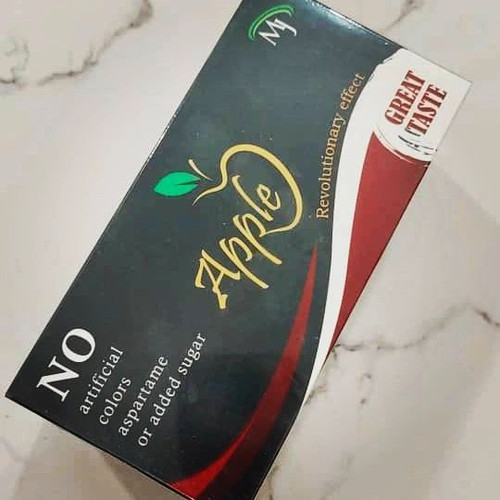 MJ
GREAT
TASTE
Revolutionary effect
Apple
NO
artificial
colors
aspartame
or added sugar